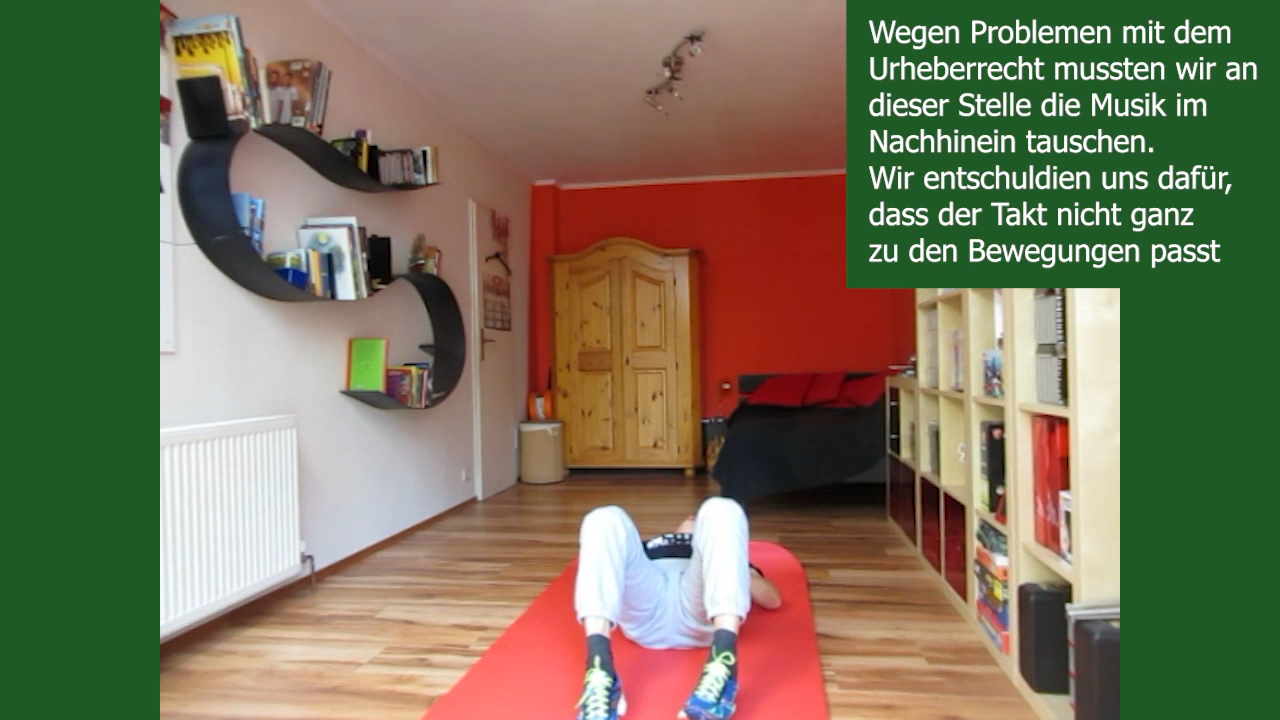 Wegen Problemen mit dem
Urheberrecht mussten wir an
dieser Stelle die Musik im
Nachhinein tauschen.
Wir entschuldien uns dafür,
dass der Takt nicht ganz
zu den Bewegungen passt